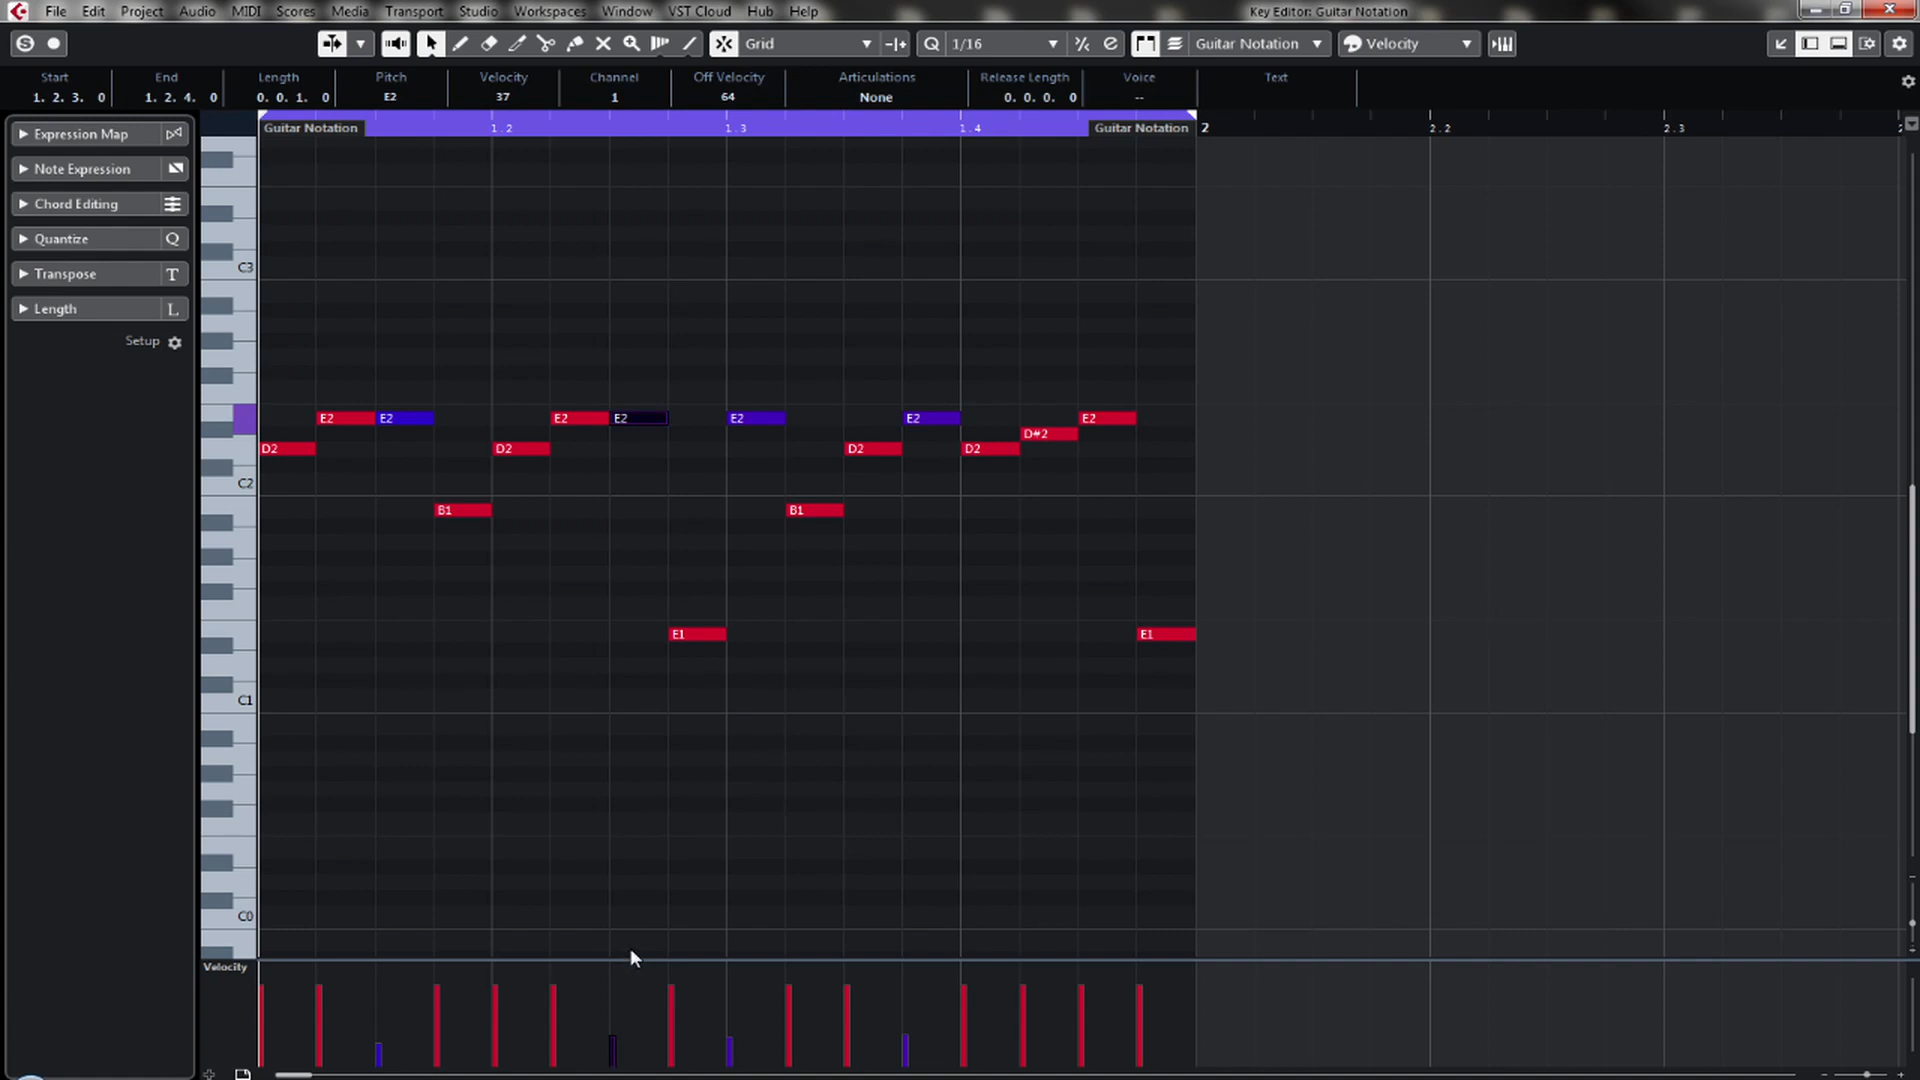 File Edit Project Audio MIDI Scores Media Transport Studio Workspaces Window VST Cloud Hub Help Key Editor: Guitar Notation
Grid Q 1/16 Guitar Notation Velocity
Start End Length Pitch Velocity Channel Off Velocity Articulations Release Length Voice Text
1. 2. 3. 0 1. 2. 4. 0 0. 0. 1. 0 E2 37 1 64 None 0. 0. 0. 0 --
Guitar Notation 1. 2 1. 3 1. 4 Guitar Notation 2 2. 2 2. 3
Expression Map
Note Expression
Chord Editing
Quantize Q
Transpose T
Length L
Setup
C3
E2 E2 E2 E2 E2 E2 E2
D#2
D2 D2 D2 D2
C2
B1 B1
E1 E1
C1
C0
Velocity